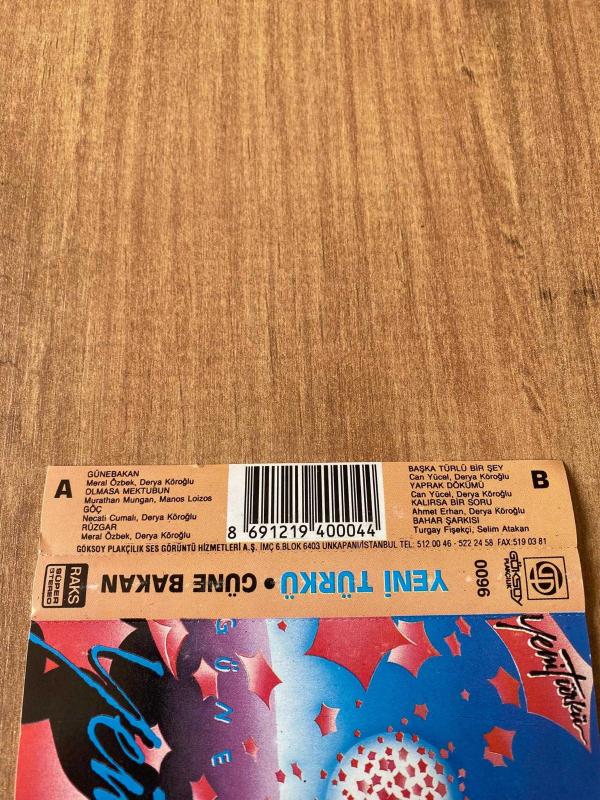 A
GÜNEBAKAN
Meral Özbek, Derya Köroğlu
OLMASA MEKTUBUN
Murathan Mungan, Manos Loizos
GÖÇ
Necati Cumalı, Derya Köroğlu
RÜZGAR
Meral Özbek, Derya Köroğlu
8 691219 400044
BAŞKA TÜRLÜ BİR ŞEY
Can Yücel, Derya Köroğlu
YAPRAK DÖKÜMÜ
Can Yücel, Derya Köroğlu
KALIRSA BİR SORU
Ahmet Erhan, Derya Köroğlu
BAHAR ŞARKISI
Turgay Fişekçi, Selim Atakan
B
GÖKSOY PLAKÇILIK SES GÖRÜNTÜ HİZMETLERİ A.Ş. İMÇ 6.BLOK 6403 UNKAPANI/İSTANBUL TEL: 512 00 46 - 522 24 58 FAX:519 03 81
GÖKSOY
PLAKÇILIK
0096
YENİ TÜRKÜ • GÜNE BAKAN
RAKS
SÜPER
STEREO
yeni türkü
GÜNE
yeni